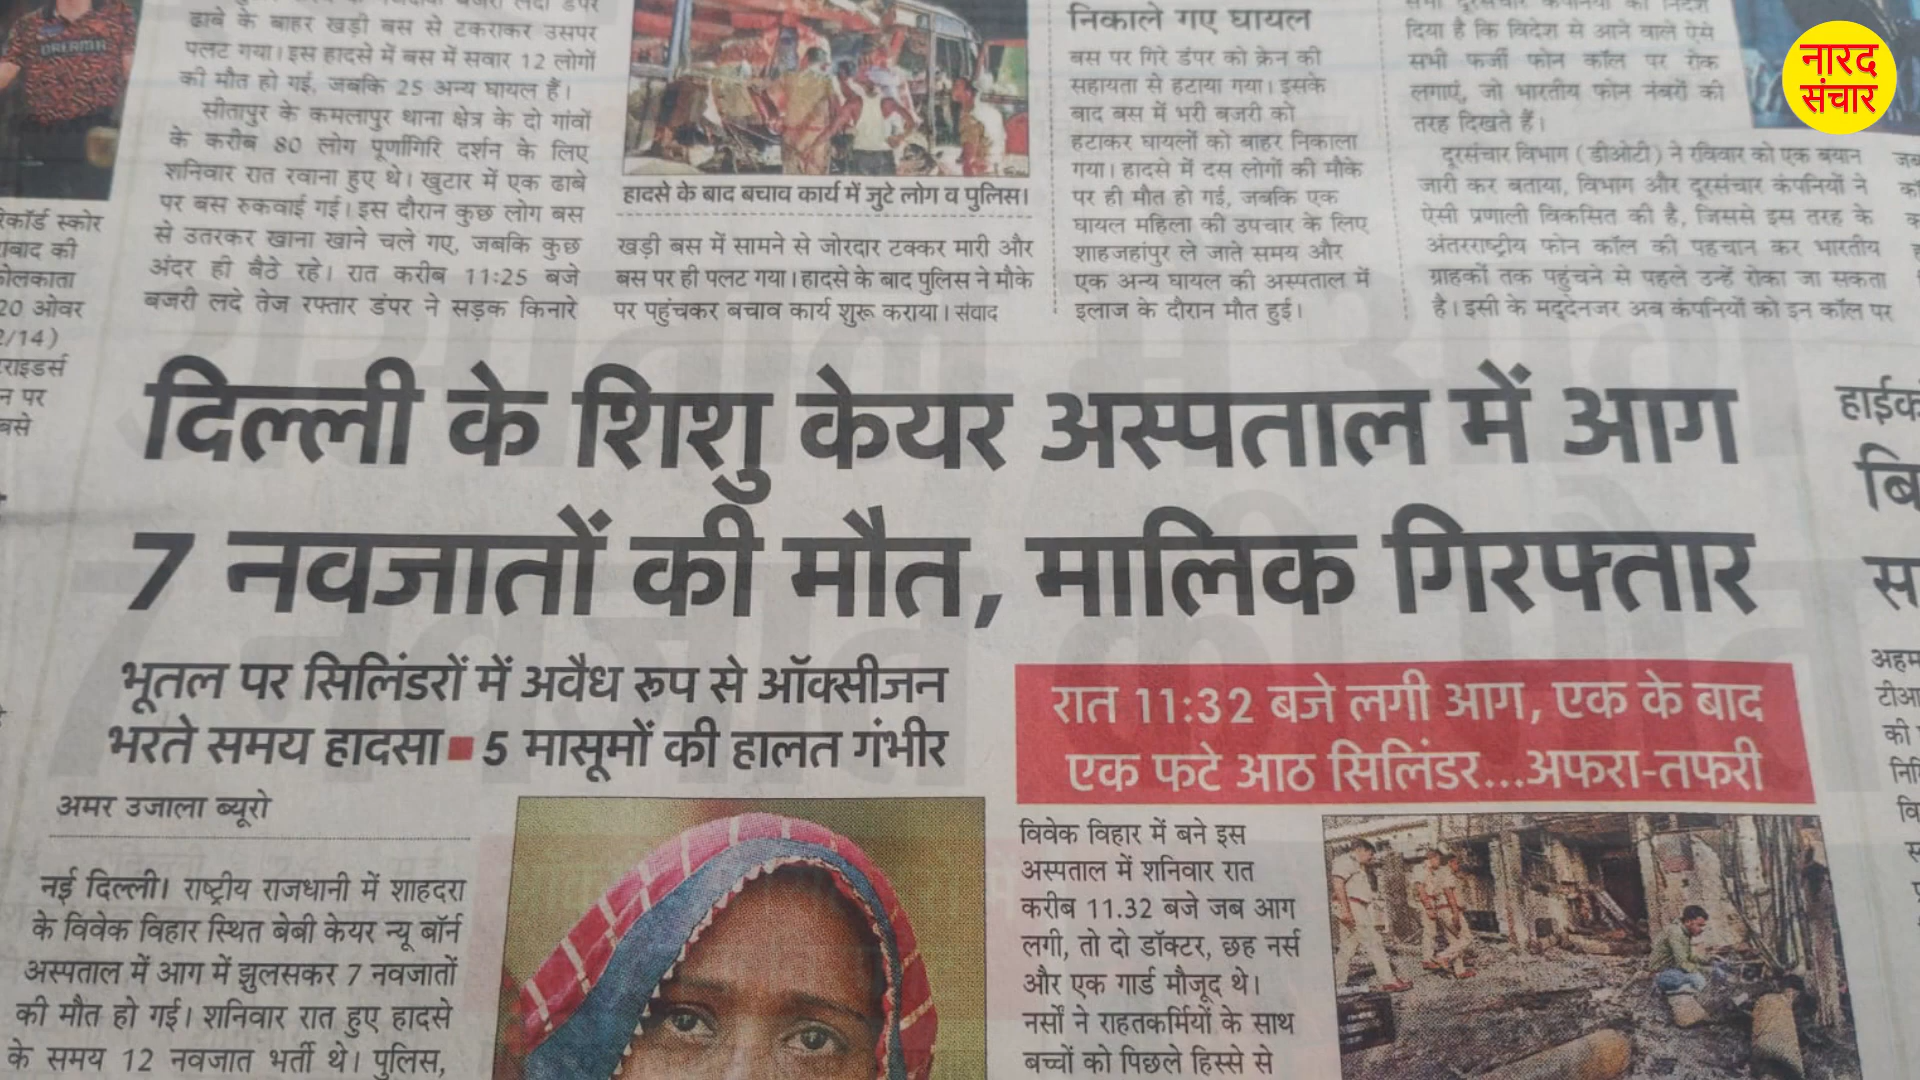 ढाबे के बाहर खड़ी बस से टकराकर उसपर
पलट गया। इस हादसे में बस में सवार 12 लोगों
की मौत हो गई, जबकि 25 अन्य घायल हैं।
सीतापुर के कमलापुर थाना क्षेत्र के दो गांवों
के करीब 80 लोग पूर्णागिरि दर्शन के लिए
शनिवार रात रवाना हुए थे। खुटार में एक ढाबे
पर बस रुकवाई गई। इस दौरान कुछ लोग बस
से उतरकर खाना खाने चले गए, जबकि कुछ
अंदर ही बैठे रहे। रात करीब 11:25 बजे
बजरी लदे तेज रफ्तार डंपर ने सड़क किनारे
हादसे के बाद बचाव कार्य में जुटे लोग व पुलिस।
खड़ी बस में सामने से जोरदार टक्कर मारी और
बस पर ही पलट गया। हादसे के बाद पुलिस ने मौके
पर पहुंचकर बचाव कार्य शुरू कराया। संवाद
निकाले गए घायल
बस पर गिरे डंपर को क्रेन की
सहायता से हटाया गया। इसके
बाद बस में भरी बजरी को
हटाकर घायलों को बाहर निकाला
गया। हादसे में दस लोगों की मौके
पर ही मौत हो गई, जबकि एक
घायल महिला की उपचार के लिए
शाहजहांपुर ले जाते समय और
एक अन्य घायल की अस्पताल में
इलाज के दौरान मौत हुई।
दिया है कि विदेश से आने वाले ऐसे
सभी फर्जी फोन कॉल पर रोक
लगाएं, जो भारतीय फोन नंबरों की
तरह दिखते हैं।
दूरसंचार विभाग (डीओटी) ने रविवार को एक बयान
जारी कर बताया, विभाग और दूरसंचार कंपनियों ने
ऐसी प्रणाली विकसित की है, जिससे इस तरह के
अंतरराष्ट्रीय फोन कॉल की पहचान कर भारतीय
ग्राहकों तक पहुंचने से पहले उन्हें रोका जा सकता
है। इसी के मद्देनजर अब कंपनियों को इन कॉल पर
नारद
संचार
रिकॉर्ड स्कोर
की
कोलकाता
20 ओवर
2/14)
राइडर्स
पर
दिल्ली के शिशु केयर अस्पताल में आग
7 नवजातों की मौत, मालिक गिरफ्तार
भूतल पर सिलिंडरों में अवैध रूप से ऑक्सीजन
भरते समय हादसा ■ 5 मासूमों की हालत गंभीर
अमर उजाला ब्यूरो
नई दिल्ली। राष्ट्रीय राजधानी में शाहदरा
के विवेक विहार स्थित बेबी केयर न्यू बॉर्न
अस्पताल में आग में झुलसकर 7 नवजातों
की मौत हो गई। शनिवार रात हुए हादसे
के समय 12 नवजात भर्ती थे। पुलिस,
रात 11:32 बजे लगी आग, एक के बाद
एक फटे आठ सिलिंडर...अफरा-तफरी
विवेक विहार में बने इस
अस्पताल में शनिवार रात
करीब 11.32 बजे जब आग
लगी, तो दो डॉक्टर, छह नर्स
और एक गार्ड मौजूद थे।
नर्सों ने राहतकर्मियों के साथ
बच्चों को पिछले हिस्से से